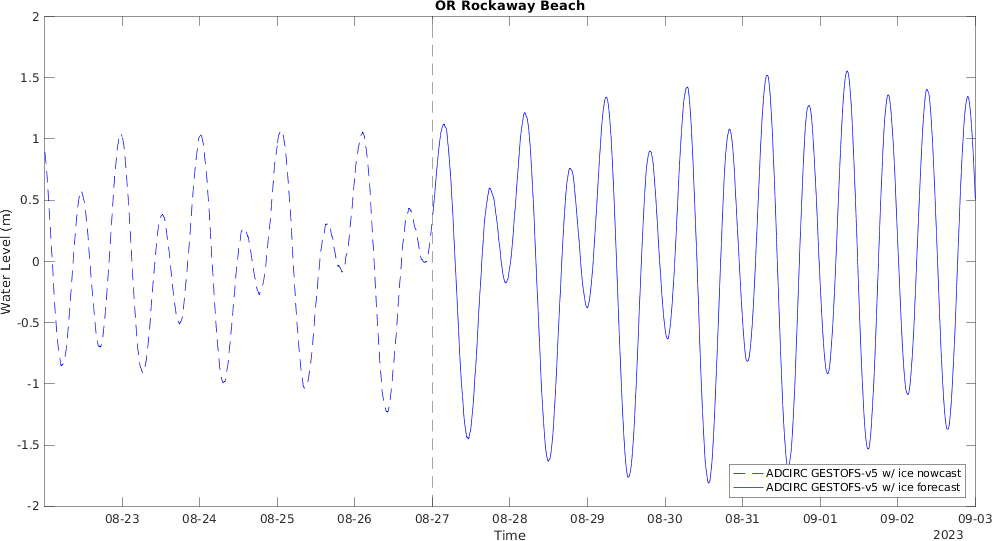 OR Rockaway Beach
2
1.5
1
0.5
0
-0.5
-1
-1.5
-2
Water Level (m)
ADCIRC GESTOFS-v5 w/ ice nowcast
ADCIRC GESTOFS-v5 w/ ice forecast
08-23 08-24 08-25 08-26 08-27 08-28 08-29 08-30 08-31 09-01 09-02 09-03
Time
2023